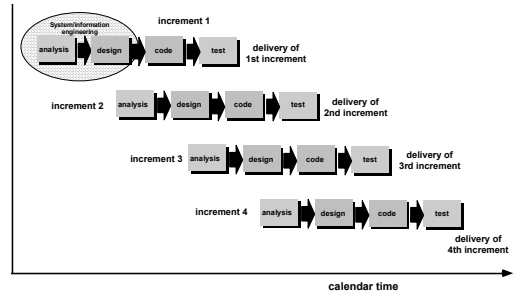 increment 1
System/information
engineering
analysis design code test
delivery of
1st increment
increment 2
analysis design code test
delivery of
2nd increment
increment 3
analysis design code test
delivery of
3rd increment
increment 4
analysis design code test
delivery of
4th increment
calendar time